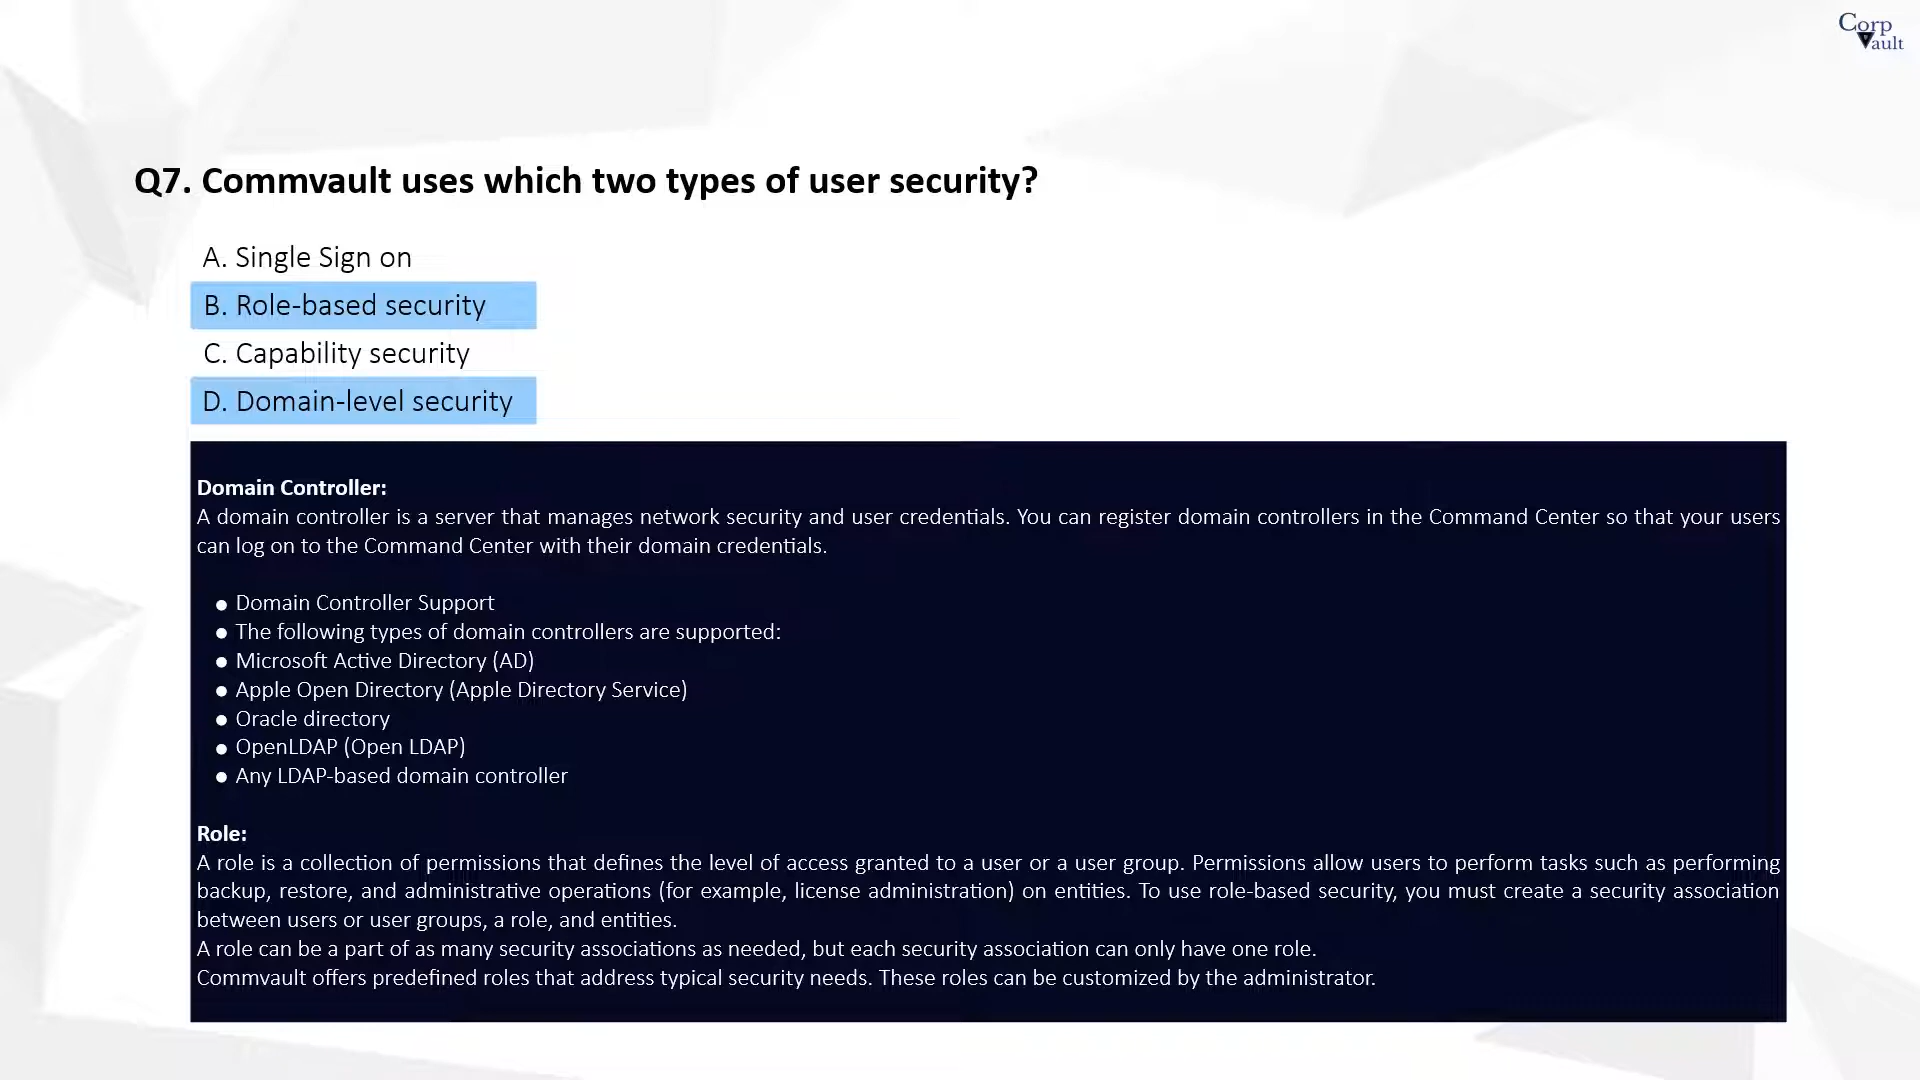 Corp
Vault
Q7. Commvault uses which two types of user security?
A. Single Sign on
B. Role-based security
C. Capability security
D. Domain-level security
Domain Controller:
A domain controller is a server that manages network security and user credentials. You can register domain controllers in the Command Center so that your users
can log on to the Command Center with their domain credentials.
● Domain Controller Support
● The following types of domain controllers are supported:
● Microsoft Active Directory (AD)
● Apple Open Directory (Apple Directory Service)
● Oracle directory
● OpenLDAP (Open LDAP)
● Any LDAP-based domain controller
Role:
A role is a collection of permissions that defines the level of access granted to a user or a user group. Permissions allow users to perform tasks such as performing
backup, restore, and administrative operations (for example, license administration) on entities. To use role-based security, you must create a security association
between users or user groups, a role, and entities.
A role can be a part of as many security associations as needed, but each security association can only have one role.
Commvault offers predefined roles that address typical security needs. These roles can be customized by the administrator.